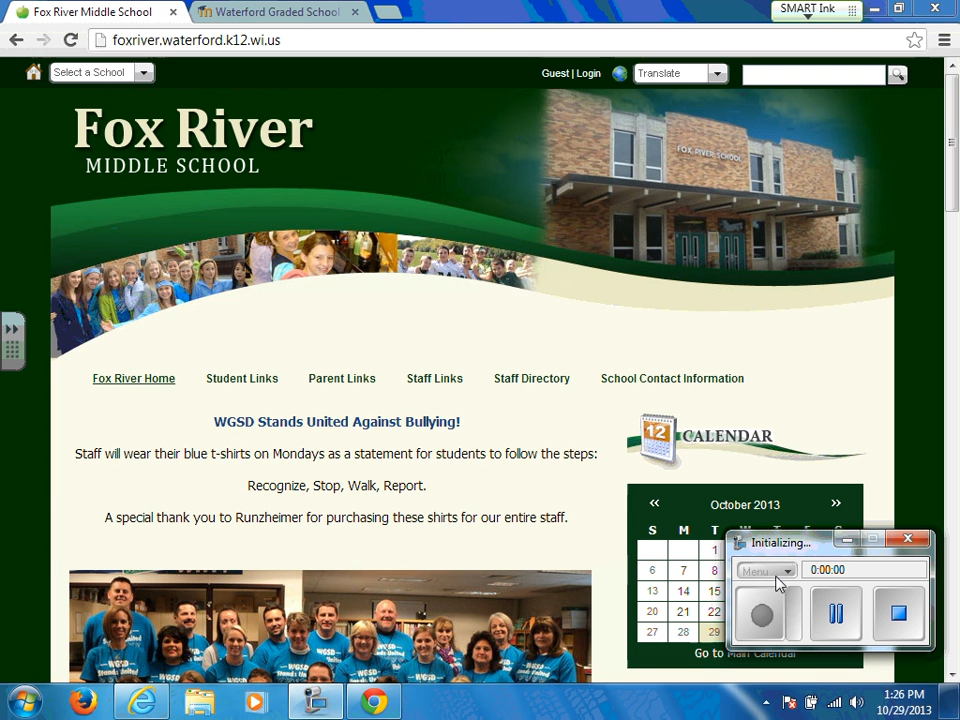 Fox River Middle School
Waterford Graded School
SMART Ink
foxriver.waterford.k12.wi.us
Select a School
Guest | Login
Translate
Fox River
MIDDLE SCHOOL
FOX RIVER SCHOOL
Fox River Home
Student Links
Parent Links
Staff Links
Staff Directory
School Contact Information
WGSD Stands United Against Bullying!
Staff will wear their blue t-shirts on Mondays as a statement for students to follow the steps:
Recognize, Stop, Walk, Report.
A special thank you to Runzheimer for purchasing these shirts for our entire staff.
12
CALENDAR
« October 2013 »
S M T W T F S
1
6 7 8
13 14 15
20 21 22
27 28 29
Go to Main Calendar
Initializing...
Menu
0:00:00
1:26 PM
10/29/2013